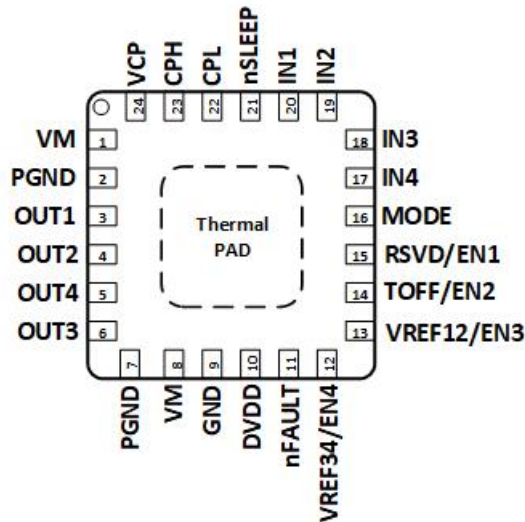 VCP
CPH
CPL
nSLEEP
IN1
IN2
24
23
22
21
20
19
VM 1
18 IN3
PGND 2
17 IN4
OUT1 3
16 MODE
Thermal
PAD
OUT2 4
15 RSVD/EN1
OUT4 5
14 TOFF/EN2
OUT3 6
13 VREF12/EN3
7
8
9
10
11
12
PGND
VM
GND
DVDD
nFAULT
VREF34/EN4